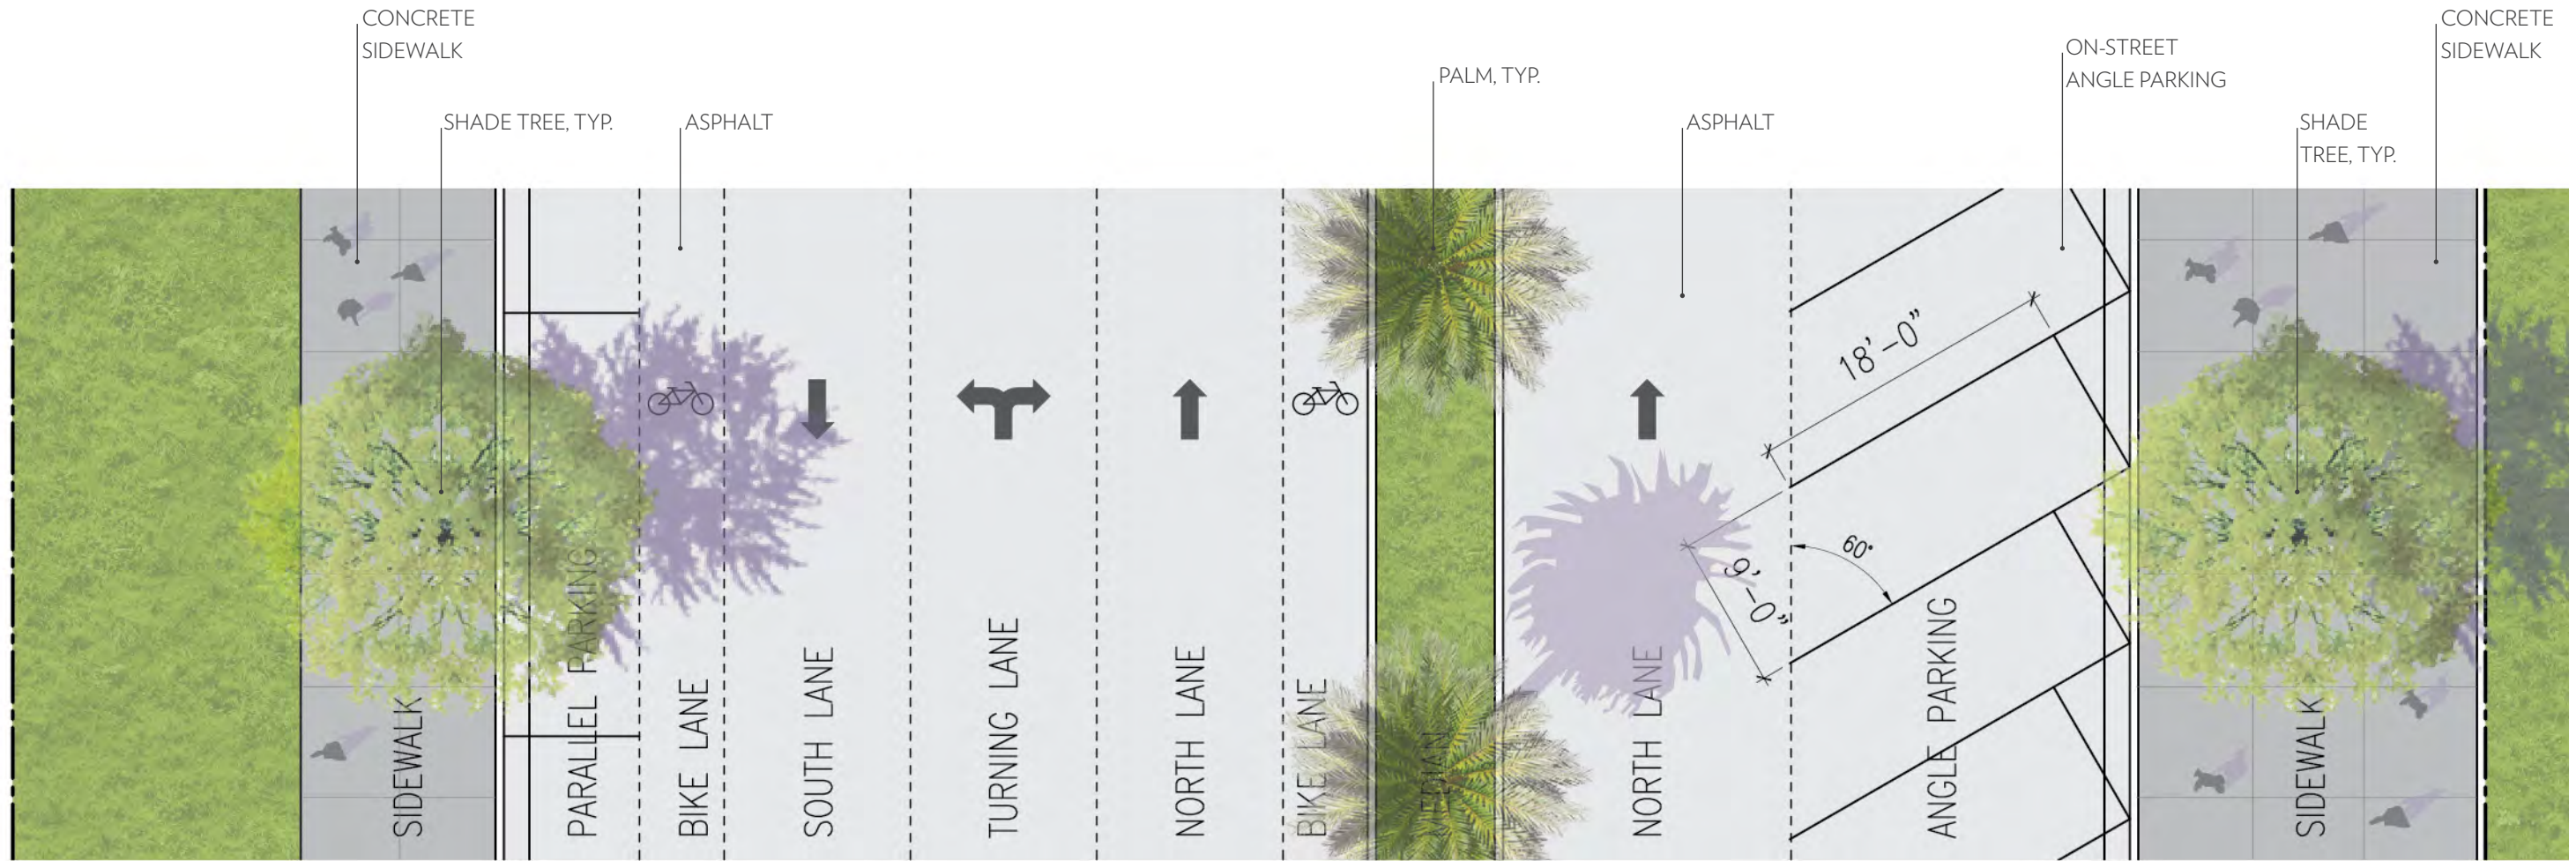 CONCRETE
SIDEWALK
SHADE TREE, TYP.
ASPHALT
PALM, TYP.
ASPHALT
ON-STREET
ANGLE PARKING
SHADE
TREE, TYP.
CONCRETE
SIDEWALK
18'-0"
9'-0"
60°
SIDEWALK
PARALLEL PARKING
BIKE LANE
SOUTH LANE
TURNING LANE
NORTH LANE
BIKE LANE
MEDIAN
NORTH LANE
ANGLE PARKING
SIDEWALK